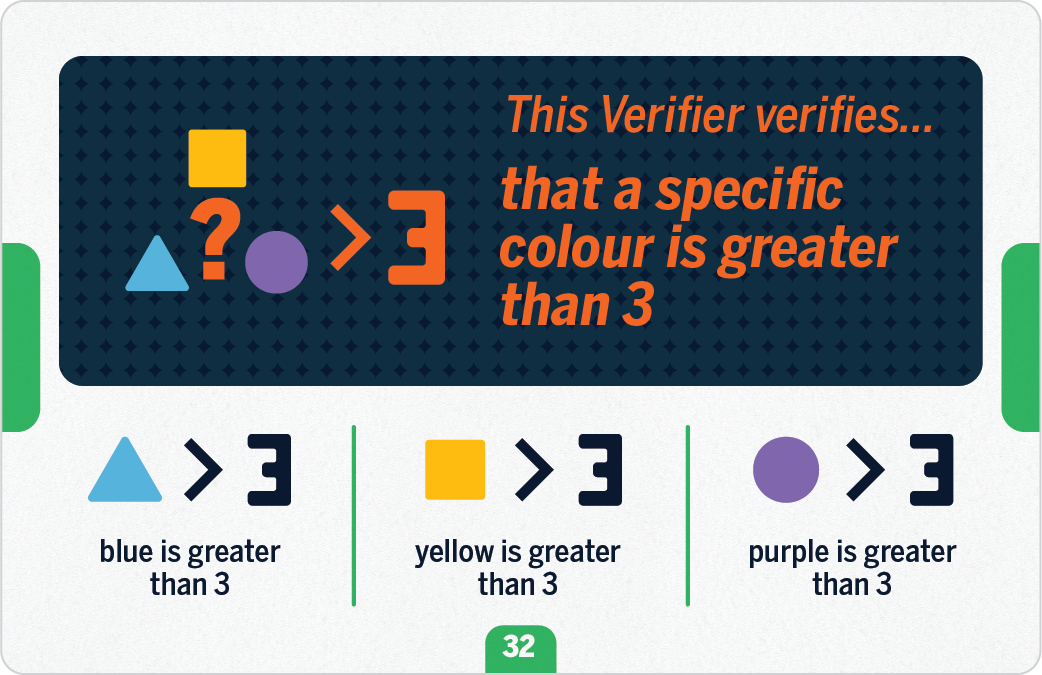 This Verifier verifies...
that a specific
colour is greater
than 3
? > 3
> 3
> 3
> 3
blue is greater
than 3
yellow is greater
than 3
purple is greater
than 3
32